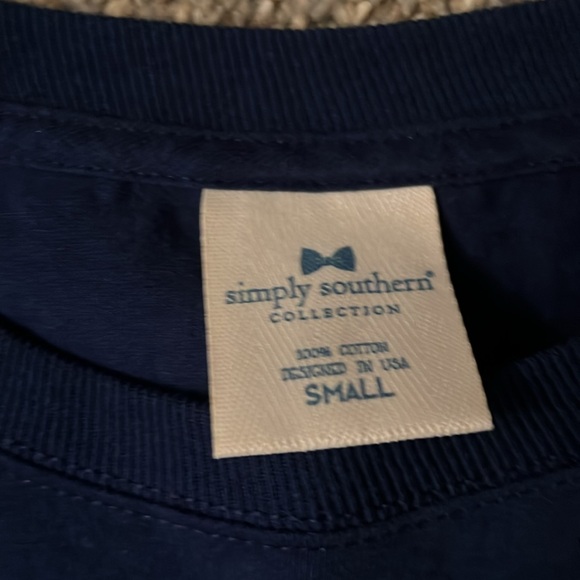 simply southern®
COLLECTION
100% COTTON
DESIGNED IN USA
SMALL